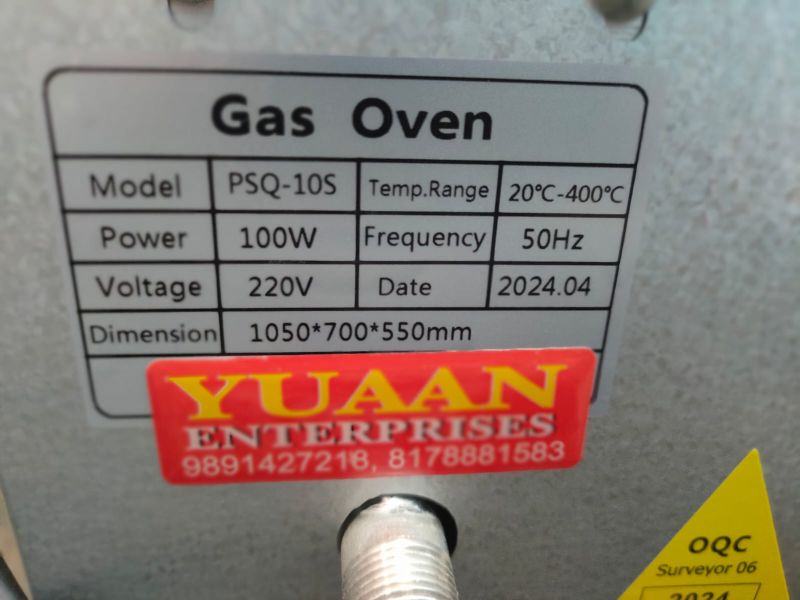 Gas Oven
Model PSQ-10S Temp.Range 20℃-400℃
Power 100W Frequency 50Hz
Voltage 220V Date 2024.04
Dimension 1050*700*550mm
YUAAN
ENTERPRISES
9891427218, 8178881583
OQC
Surveyor 06
2024